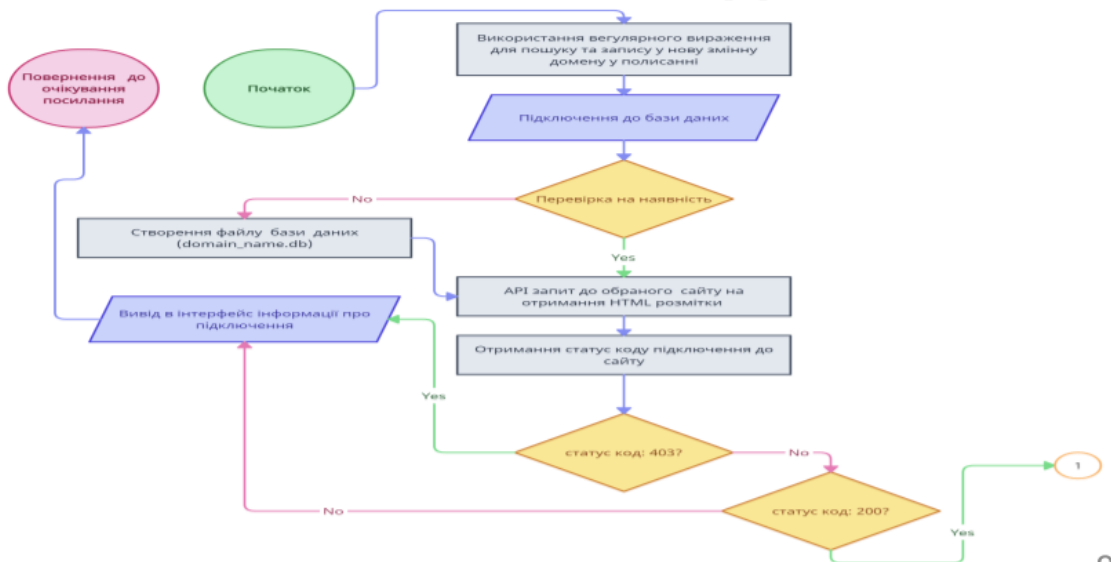 Використання вегулярного вираження
для пошуку та запису у нову змінну
домену у полисанні
Повернення до
очікування
посилання
Початок
Підключення до бази даних
Перевірка на наявність
No
Створення файлу бази даних
(domain_name.db)
Yes
API запит до обраного сайту на
отримання HTML розмітки
Вивід в інтерфейс інформації про
підключення
Отримання статус коду підключення до
сайту
Yes
статус код: 403?
No
1
статус код: 200?
No
Yes